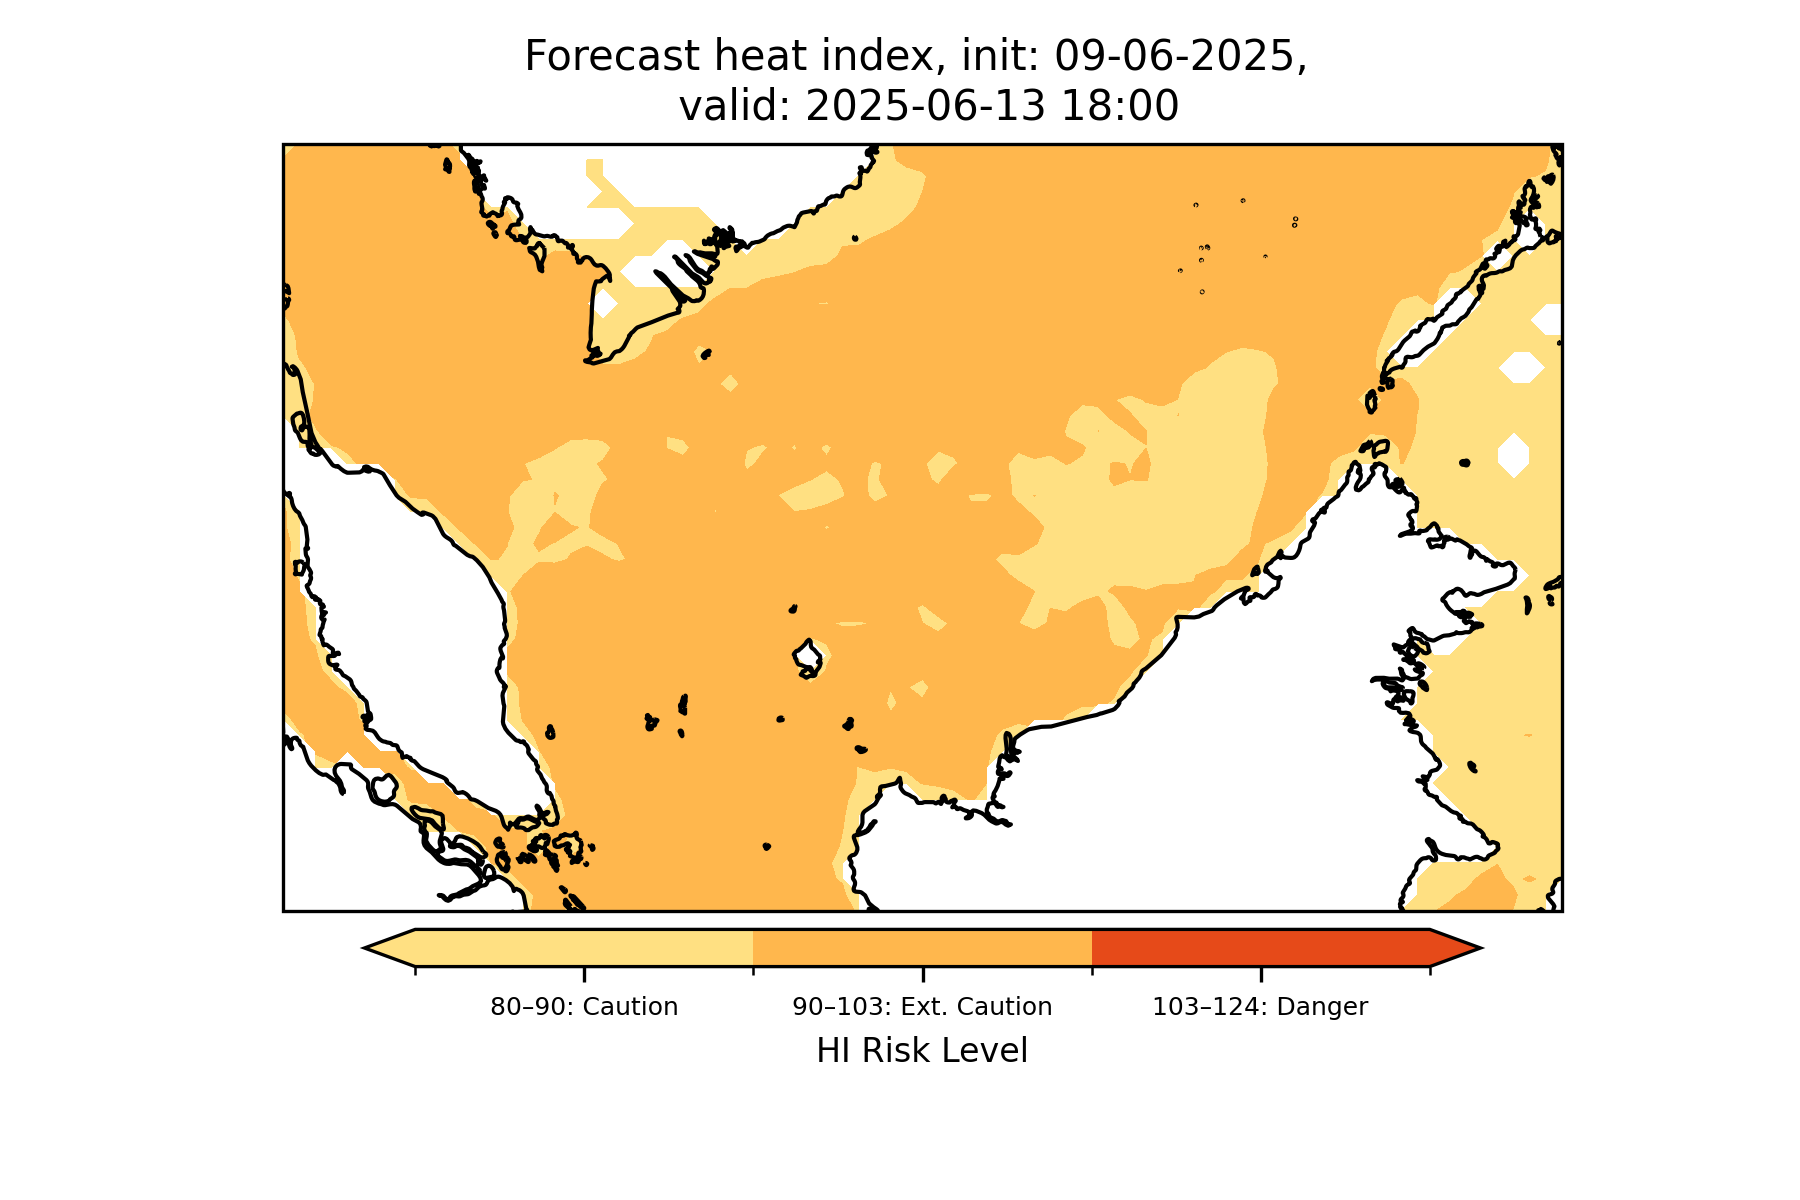 Forecast heat index, init: 09-06-2025,
valid: 2025-06-13 18:00
80–90: Caution
90–103: Ext. Caution
103–124: Danger
HI Risk Level